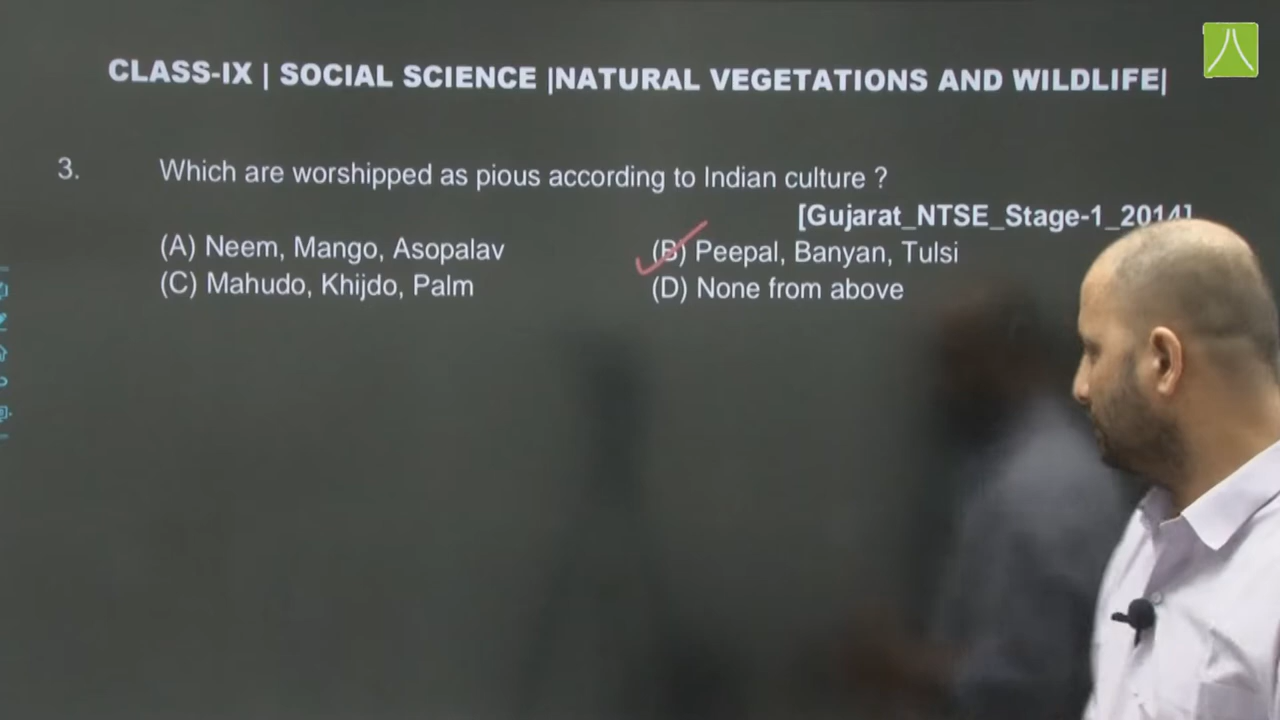 CLASS-IX | SOCIAL SCIENCE |NATURAL VEGETATIONS AND WILDLIFE|
3. Which are worshipped as pious according to Indian culture ?
[Gujarat_NTSE_Stage-1_2014]
(A) Neem, Mango, Asopalav (B) Peepal, Banyan, Tulsi
(C) Mahudo, Khijdo, Palm (D) None from above